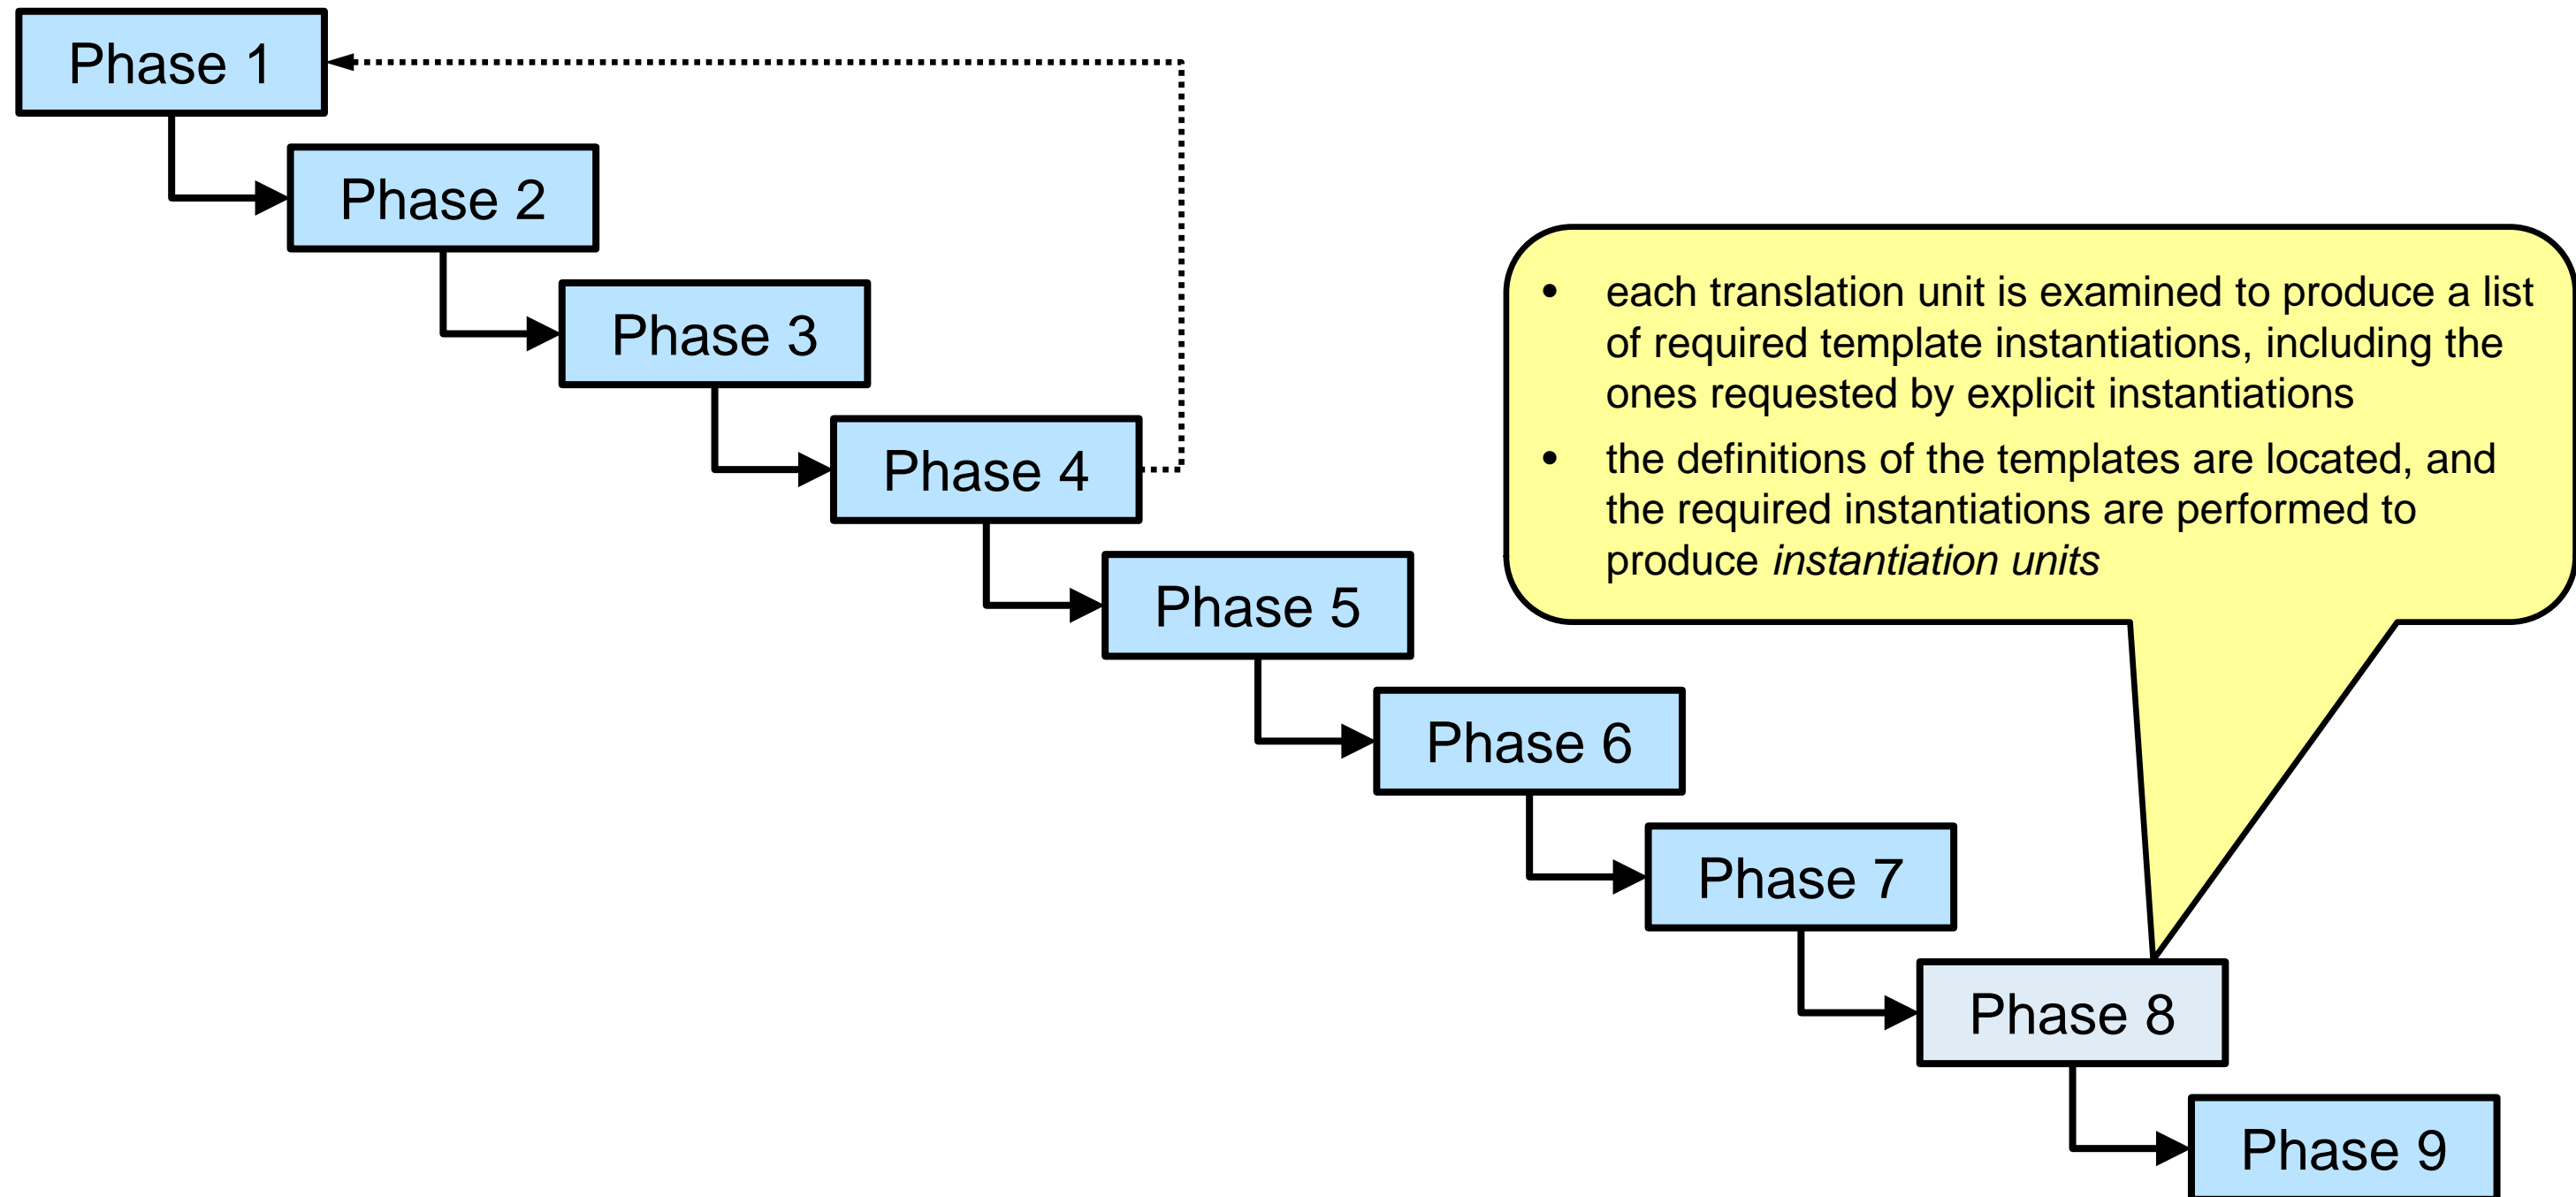 Phase 1
Phase 2
Phase 3
Phase 4
Phase 5
Phase 6
Phase 7
Phase 8
Phase 9
• each translation unit is examined to produce a list
of required template instantiations, including the
ones requested by explicit instantiations
• the definitions of the templates are located, and
the required instantiations are performed to
produce instantiation units